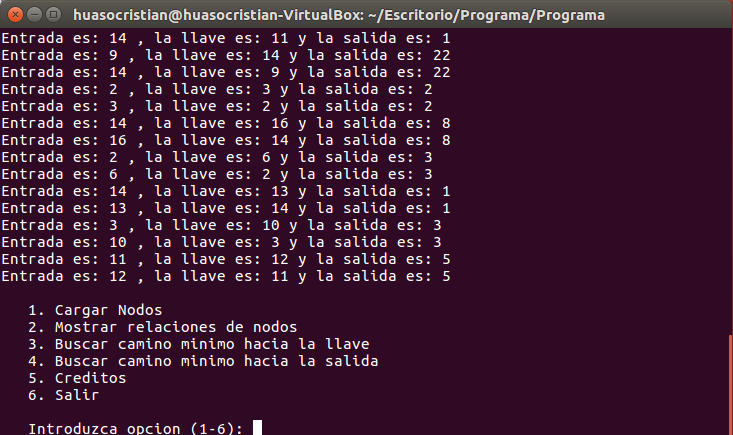 huasocristian@huasocristian-VirtualBox: ~/Escritorio/Programa/Programa
Entrada es: 14 , la llave es: 11 y la salida es: 1
Entrada es: 9 , la llave es: 14 y la salida es: 22
Entrada es: 14 , la llave es: 9 y la salida es: 22
Entrada es: 2 , la llave es: 3 y la salida es: 2
Entrada es: 3 , la llave es: 2 y la salida es: 2
Entrada es: 14 , la llave es: 16 y la salida es: 8
Entrada es: 16 , la llave es: 14 y la salida es: 8
Entrada es: 2 , la llave es: 6 y la salida es: 3
Entrada es: 6 , la llave es: 2 y la salida es: 3
Entrada es: 14 , la llave es: 13 y la salida es: 1
Entrada es: 13 , la llave es: 14 y la salida es: 1
Entrada es: 3 , la llave es: 10 y la salida es: 3
Entrada es: 10 , la llave es: 3 y la salida es: 3
Entrada es: 11 , la llave es: 12 y la salida es: 5
Entrada es: 12 , la llave es: 11 y la salida es: 5
1. Cargar Nodos
2. Mostrar relaciones de nodos
3. Buscar camino minimo hacia la llave
4. Buscar camino minimo hacia la salida
5. Creditos
6. Salir
Introduzca opcion (1-6):